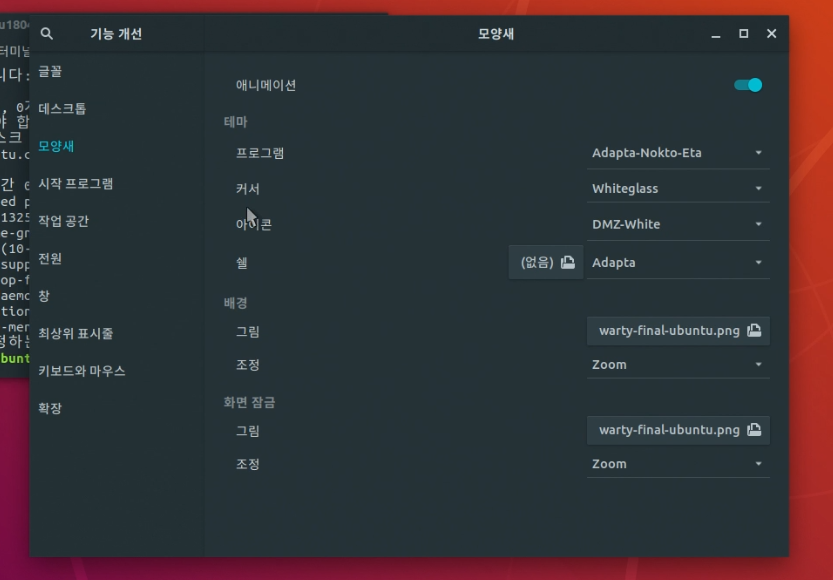 기능 개선
모양새
글꼴
데스크톱
모양새
시작 프로그램
작업 공간
전원
창
최상위 표시줄
키보드와 마우스
확장
애니메이션
테마
프로그램 Adapta-Nokto-Eta
커서 Whiteglass
아이콘 DMZ-White
쉘 (없음) Adapta
배경
그림 warty-final-ubuntu.png
조정 Zoom
화면 잠금
그림 warty-final-ubuntu.png
조정 Zoom